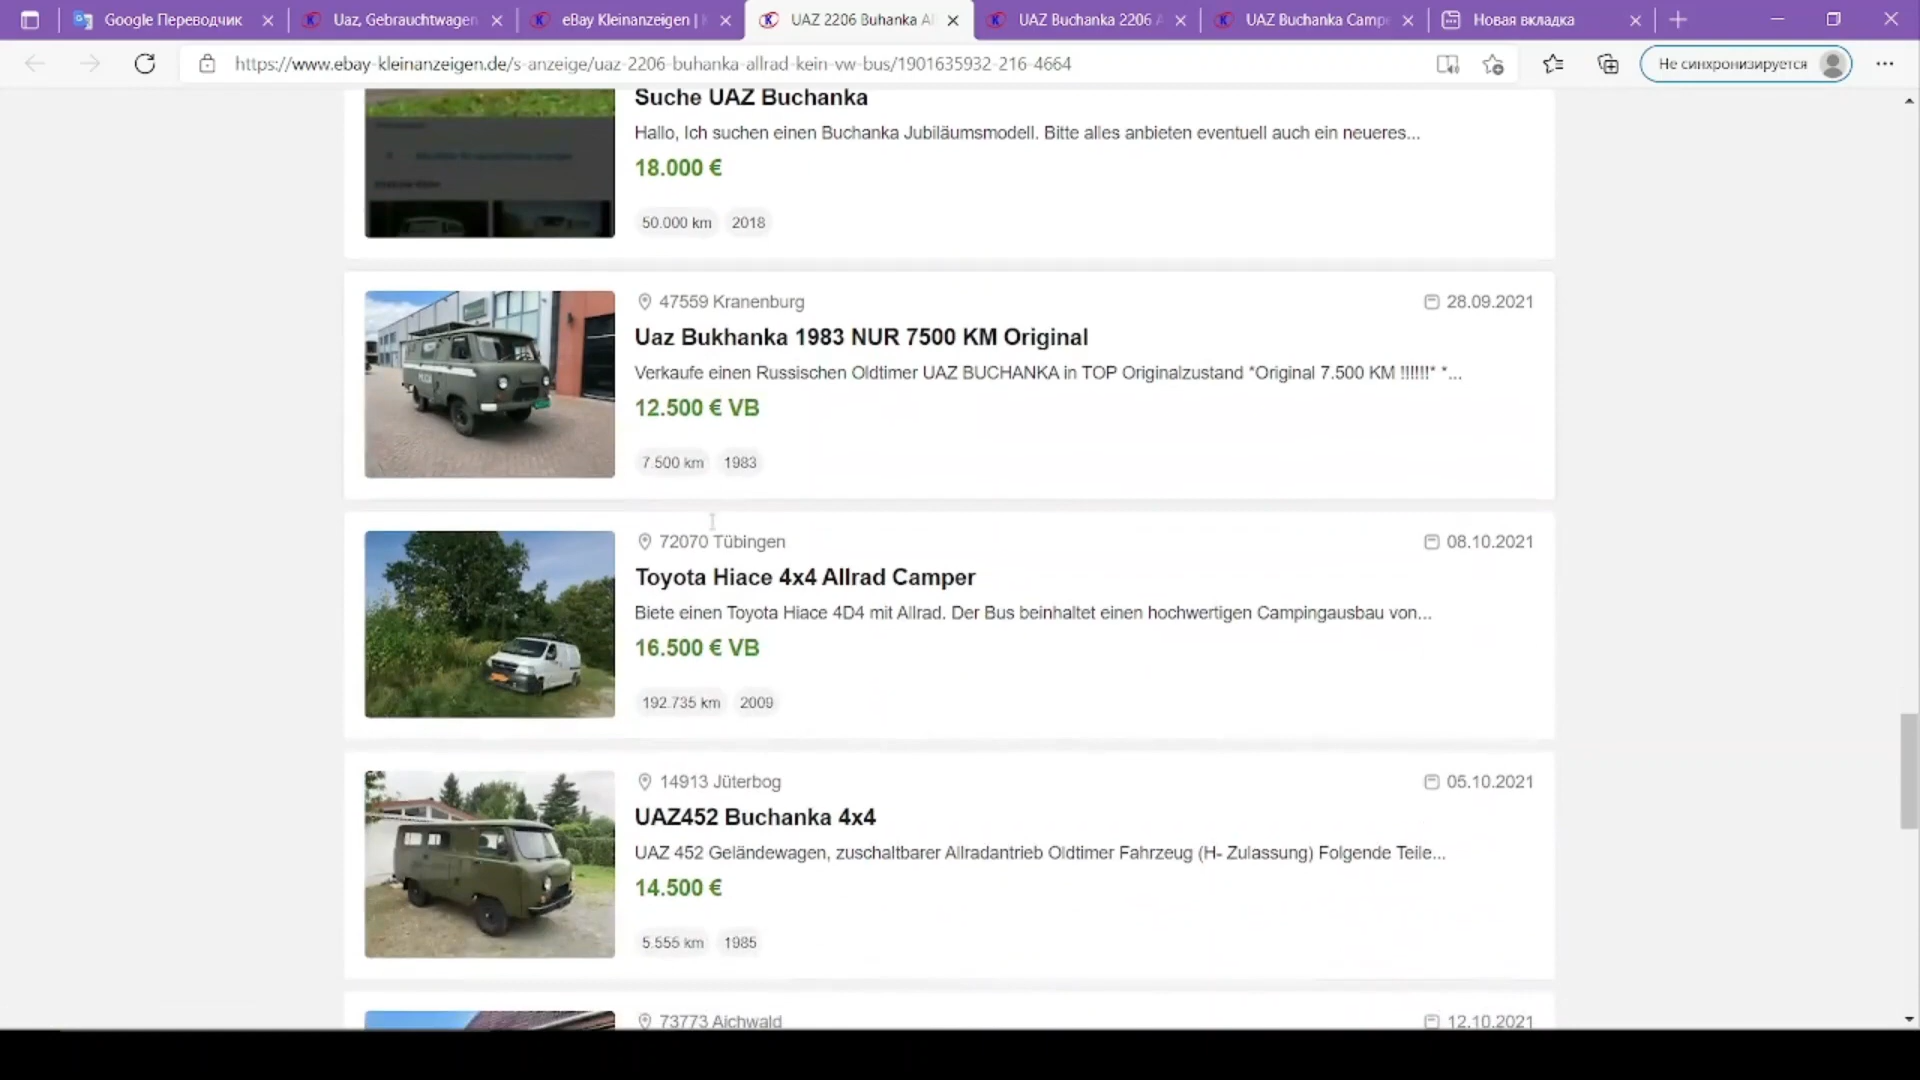 Google Переводчик
Uaz, Gebrauchtwagen
eBay Kleinanzeigen |
UAZ 2206 Buhanka Al
UAZ Buchanka 2206 A
UAZ Buchanka Camp
Новая вкладка
https://www.ebay-kleinanzeigen.de/s-anzeige/uaz-2206-buhanka-allrad-kein-vw-bus/1901635932-216-4664
Не синхронизируется
Suche UAZ Buchanka
Hallo, Ich suchen einen Buchanka Jubiläumsmodell. Bitte alles anbieten eventuell auch ein neueres...
18.000 €
50.000 km 2018
47559 Kranenburg 28.09.2021
Uaz Bukhanka 1983 NUR 7500 KM Original
Verkaufe einen Russischen Oldtimer UAZ BUCHANKA in TOP Originalzustand *Original 7.500 KM !!!!!!* *...
12.500 € VB
7.500 km 1983
72070 Tübingen 08.10.2021
Toyota Hiace 4x4 Allrad Camper
Biete einen Toyota Hiace 4D4 mit Allrad. Der Bus beinhaltet einen hochwertigen Campingausbau von...
16.500 € VB
192.735 km 2009
14913 Jüterbog 05.10.2021
UAZ452 Buchanka 4x4
UAZ 452 Geländewagen, zuschaltbarer Allradantrieb Oldtimer Fahrzeug (H- Zulassung) Folgende Teile...
14.500 €
5.555 km 1985
73773 Aichwald 12.10.2021